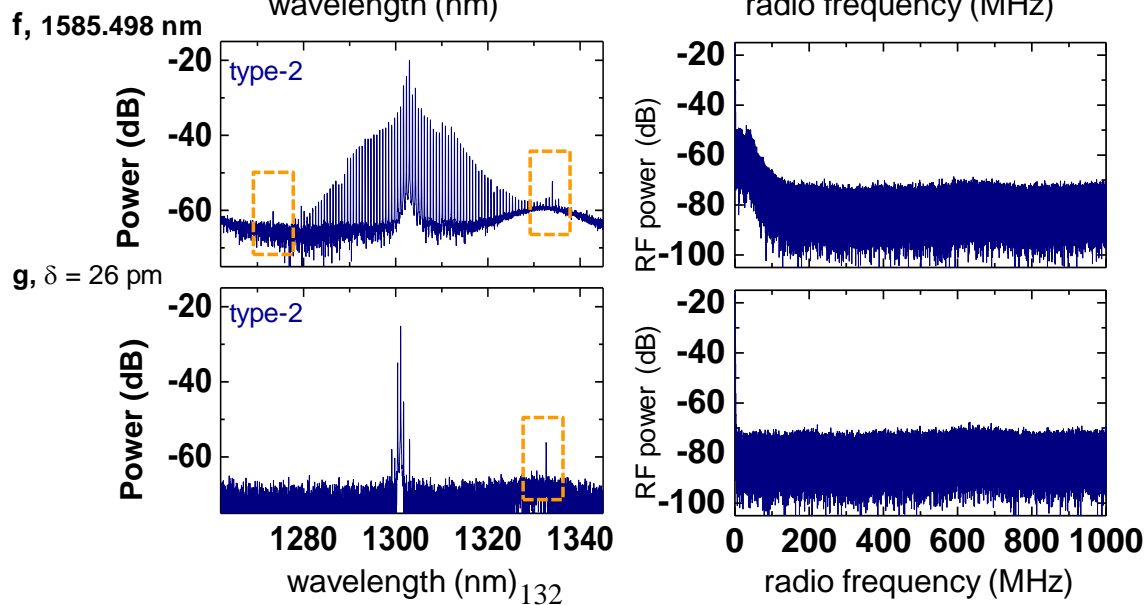 wavelength (nm) radio frequency (MHz)
f, 1585.498 nm
-20 -40 -60
Power (dB)
type-2
-20 -40 -60 -80 -100
RF power (dB)
g, δ = 26 pm
-20 -40 -60
Power (dB)
type-2
-20 -40 -60 -80 -100
RF power (dB)
1280 1300 1320 1340
0 200 400 600 800 1000
wavelength (nm) 132 radio frequency (MHz)